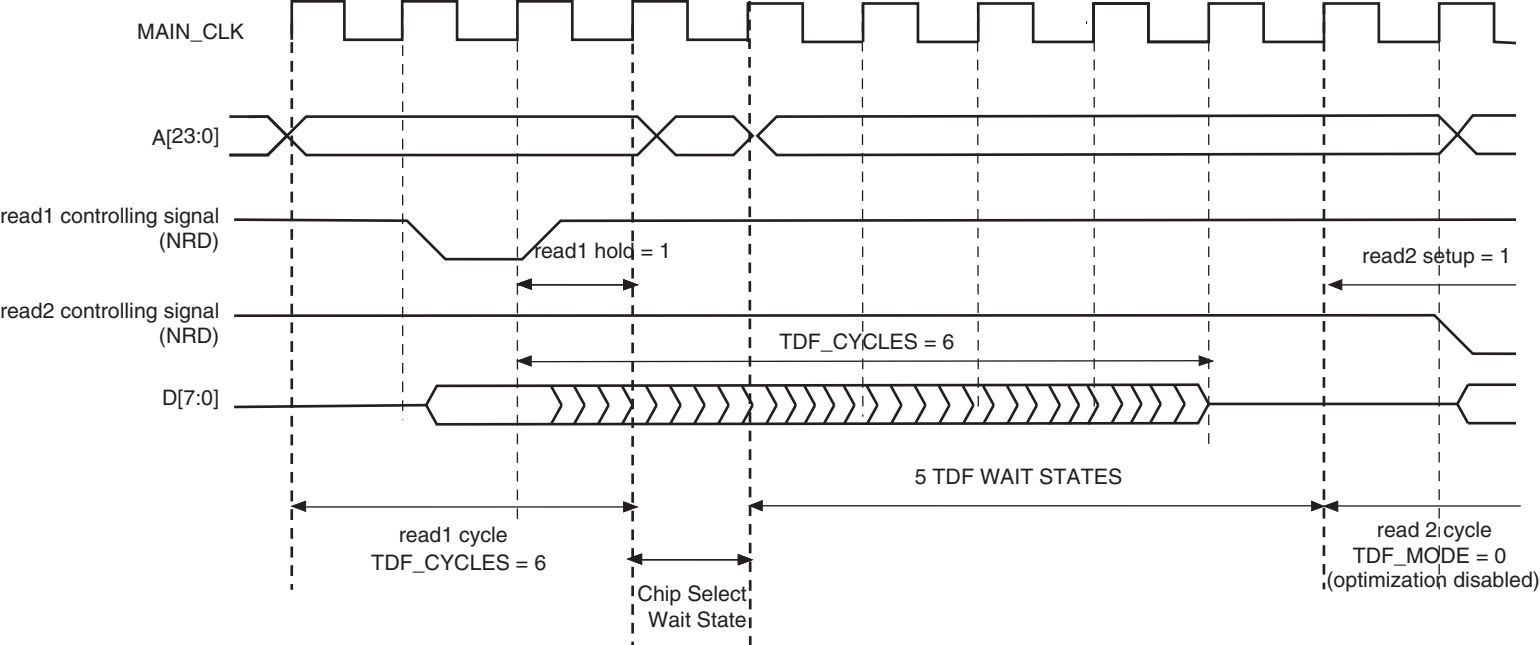 MAIN_CLK
A[23:0]
read1 controlling signal
(NRD)
read1 hold = 1
read2 setup = 1
read2 controlling signal
(NRD)
TDF_CYCLES = 6
D[7:0]
5 TDF WAIT STATES
read1 cycle
TDF_CYCLES = 6
read 2 cycle
TDF_MODE = 0
(optimization disabled)
Chip Select
Wait State